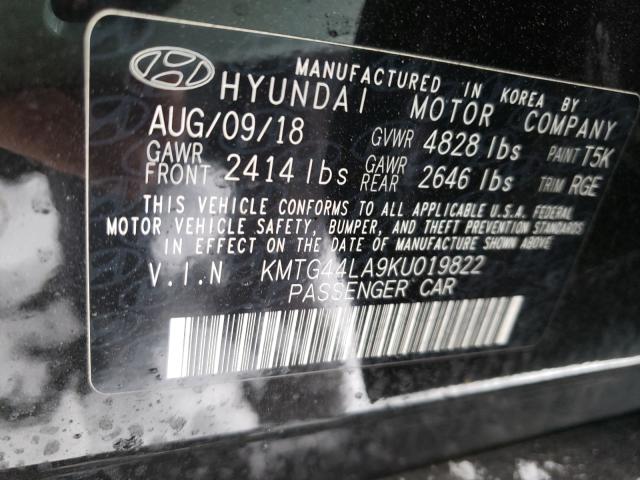 MANUFACTURED IN KOREA BY
HYUNDAI MOTOR COMPANY
AUG/09/18 GVWR 4828 lbs PAINT T5K
GAWR FRONT 2414 lbs GAWR REAR 2646 lbs TRIM RGE
THIS VEHICLE CONFORMS TO ALL APPLICABLE U.S.A. FEDERAL
MOTOR VEHICLE SAFETY, BUMPER, AND THEFT PREVENTION STANDARDS
IN EFFECT ON THE DATE OF MANUFACTURE SHOWN ABOVE
V.I.N KMTG44LA9KU019822
PASSENGER CAR